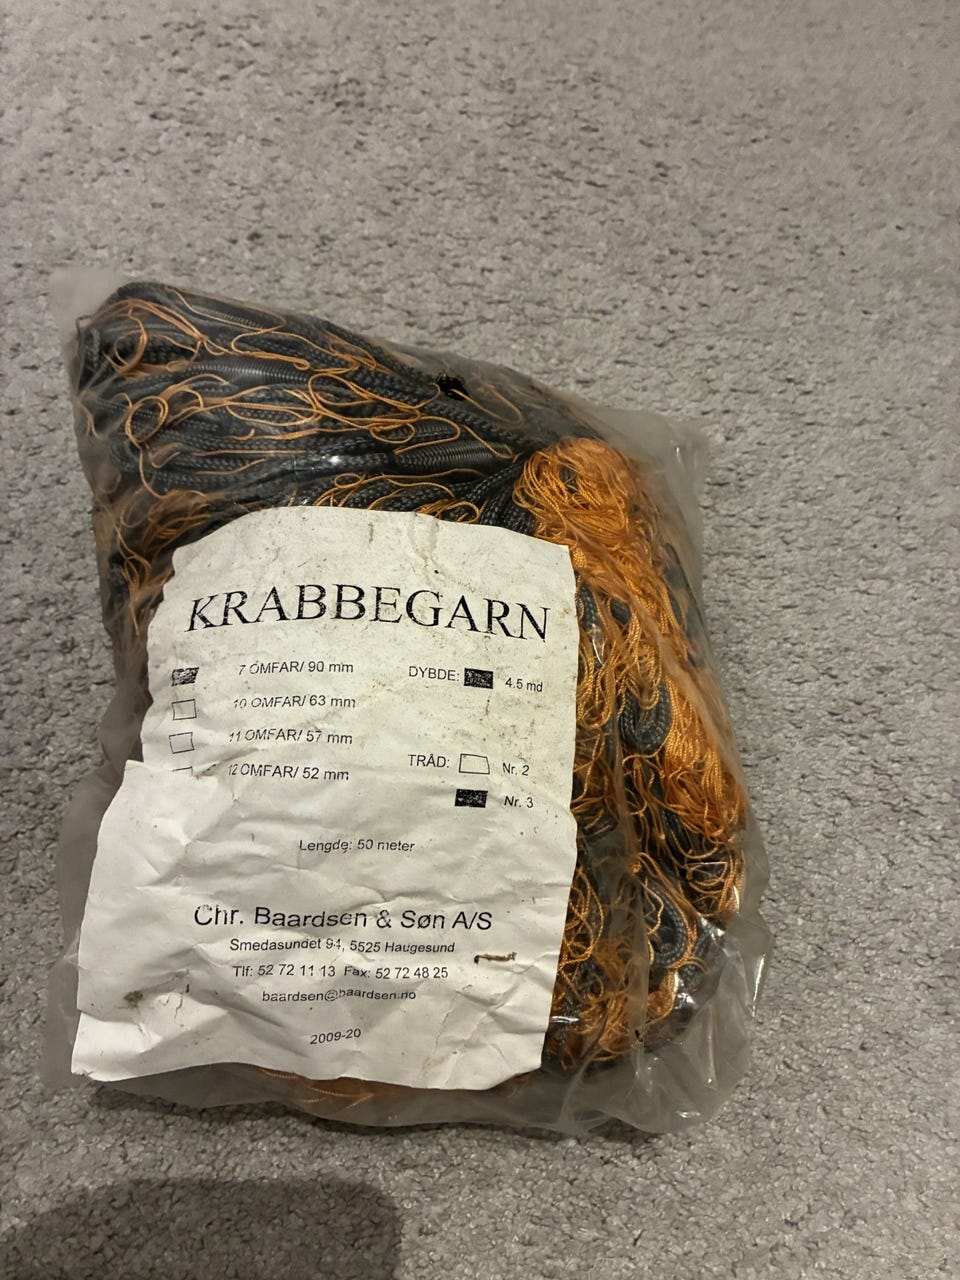 KRABBEGARN
7 OMFAR/ 90 mm DYBDE: 4.5 md
10 OMFAR/ 63 mm
11 OMFAR/ 57 mm
12 OMFAR/ 52 mm TRÅD: Nr. 2
Nr. 3
Lengde: 50 meter
Chr. Baardsen & Søn A/S
Smedasundet 94, 5525 Haugesund
Tlf: 52 72 11 13 Fax: 52 72 48 25
baardsen@baardsen.no
2009-20